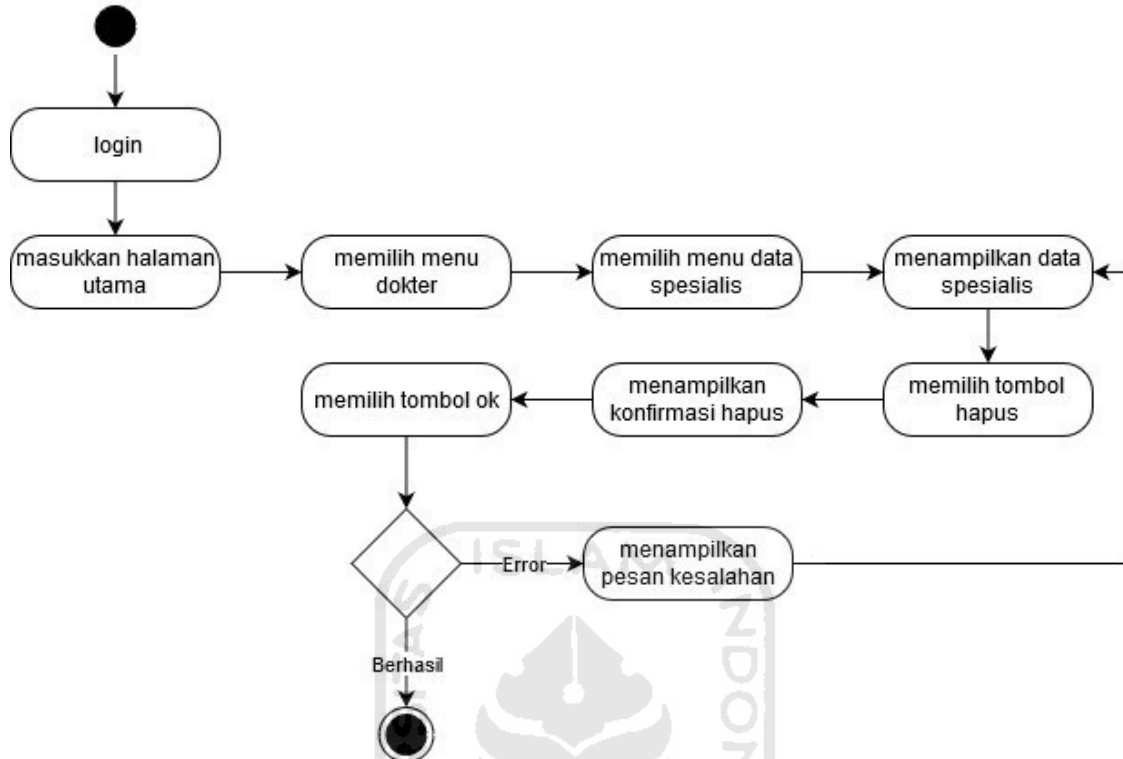 login
masukkan halaman
utama
memilih menu
dokter
memilih menu data
spesialis
menampilkan data
spesialis
memilih tombol ok
menampilkan
konfirmasi hapus
memilih tombol
hapus
Error
menampilkan
pesan kesalahan
Berhasil
ISLAM